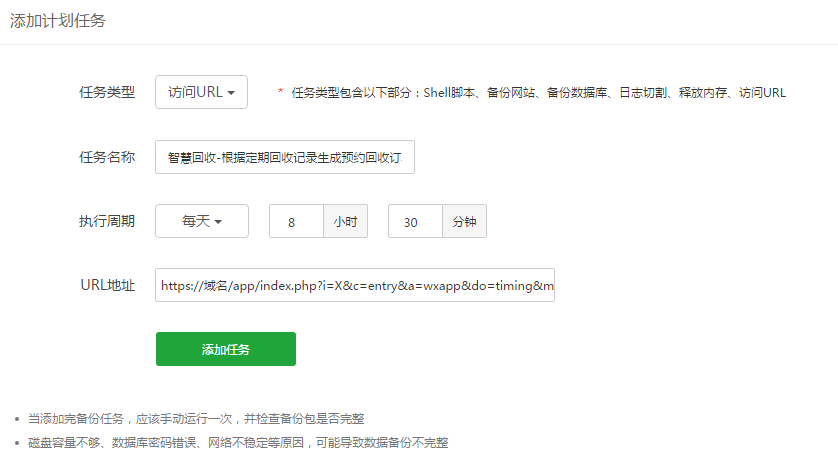 添加计划任务
任务类型 访问URL * 任务类型包含以下部分：Shell脚本、备份网站、备份数据库、日志切割、释放内存、访问URL
任务名称 智慧回收-根据定期回收记录生成预约回收订
执行周期 每天 8 小时 30 分钟
URL地址 https://域名/app/index.php?i=X&c=entry&a=wxapp&do=timing&m
添加任务
• 当添加完备份任务，应该手动运行一次，并检查备份包是否完整
• 磁盘容量不够、数据库密码错误、网络不稳定等原因，可能导致数据备份不完整